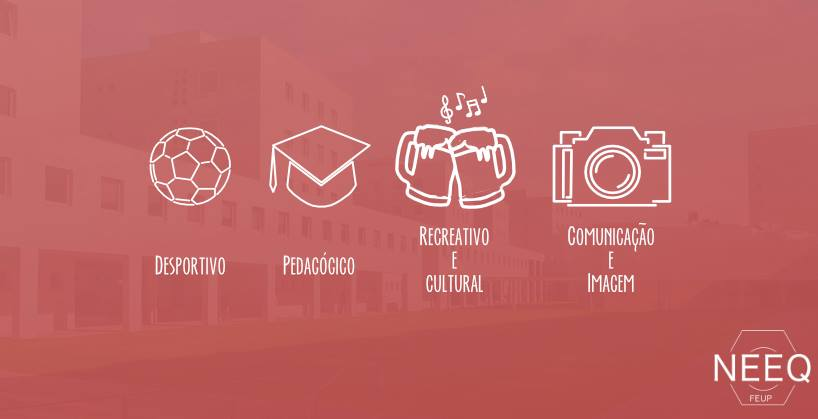 Desportivo
Pedagógico
Recreativo
e
cultural
Comunicação
e
Imagem
NEEQ
FEUP